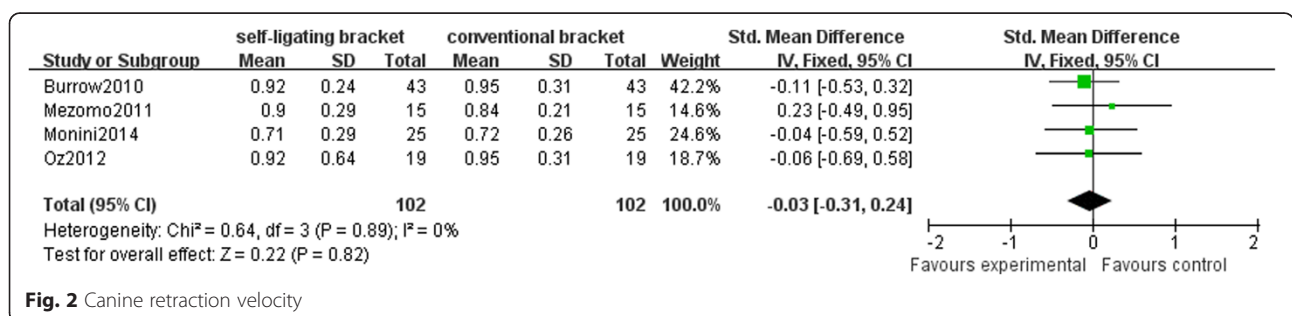 self-ligating bracket conventional bracket Std. Mean Difference Std. Mean Difference
Study or Subgroup Mean SD Total Mean SD Total Weight IV, Fixed, 95% CI IV, Fixed, 95% CI
Burrow2010 0.92 0.24 43 0.95 0.31 43 42.2% -0.11 [-0.53, 0.32]
Mezomo2011 0.9 0.29 15 0.84 0.21 15 14.6% 0.23 [-0.49, 0.95]
Monini2014 0.71 0.29 25 0.72 0.26 25 24.6% -0.04 [-0.59, 0.52]
Oz2012 0.92 0.64 19 0.95 0.31 19 18.7% -0.06 [-0.69, 0.58]
Total (95% CI) 102 102 100.0% -0.03 [-0.31, 0.24]
Heterogeneity: Chi² = 0.64, df = 3 (P = 0.89); I² = 0%
Test for overall effect: Z = 0.22 (P = 0.82)
-2 -1 0 1 2
Favours experimental Favours control
Fig. 2 Canine retraction velocity